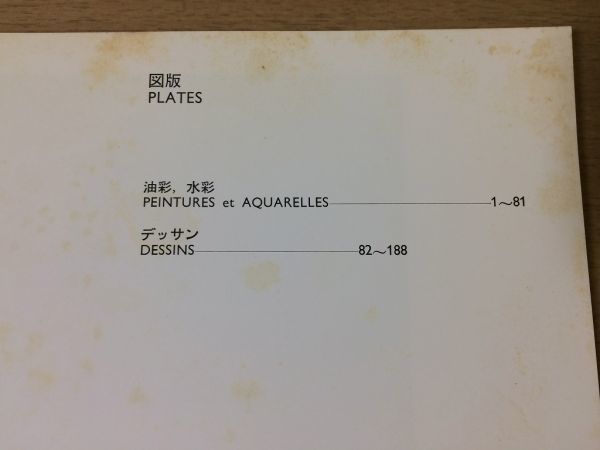 図版
PLATES
油彩，水彩
PEINTURES et AQUARELLES 1～81
デッサン
DESSINS 82～188